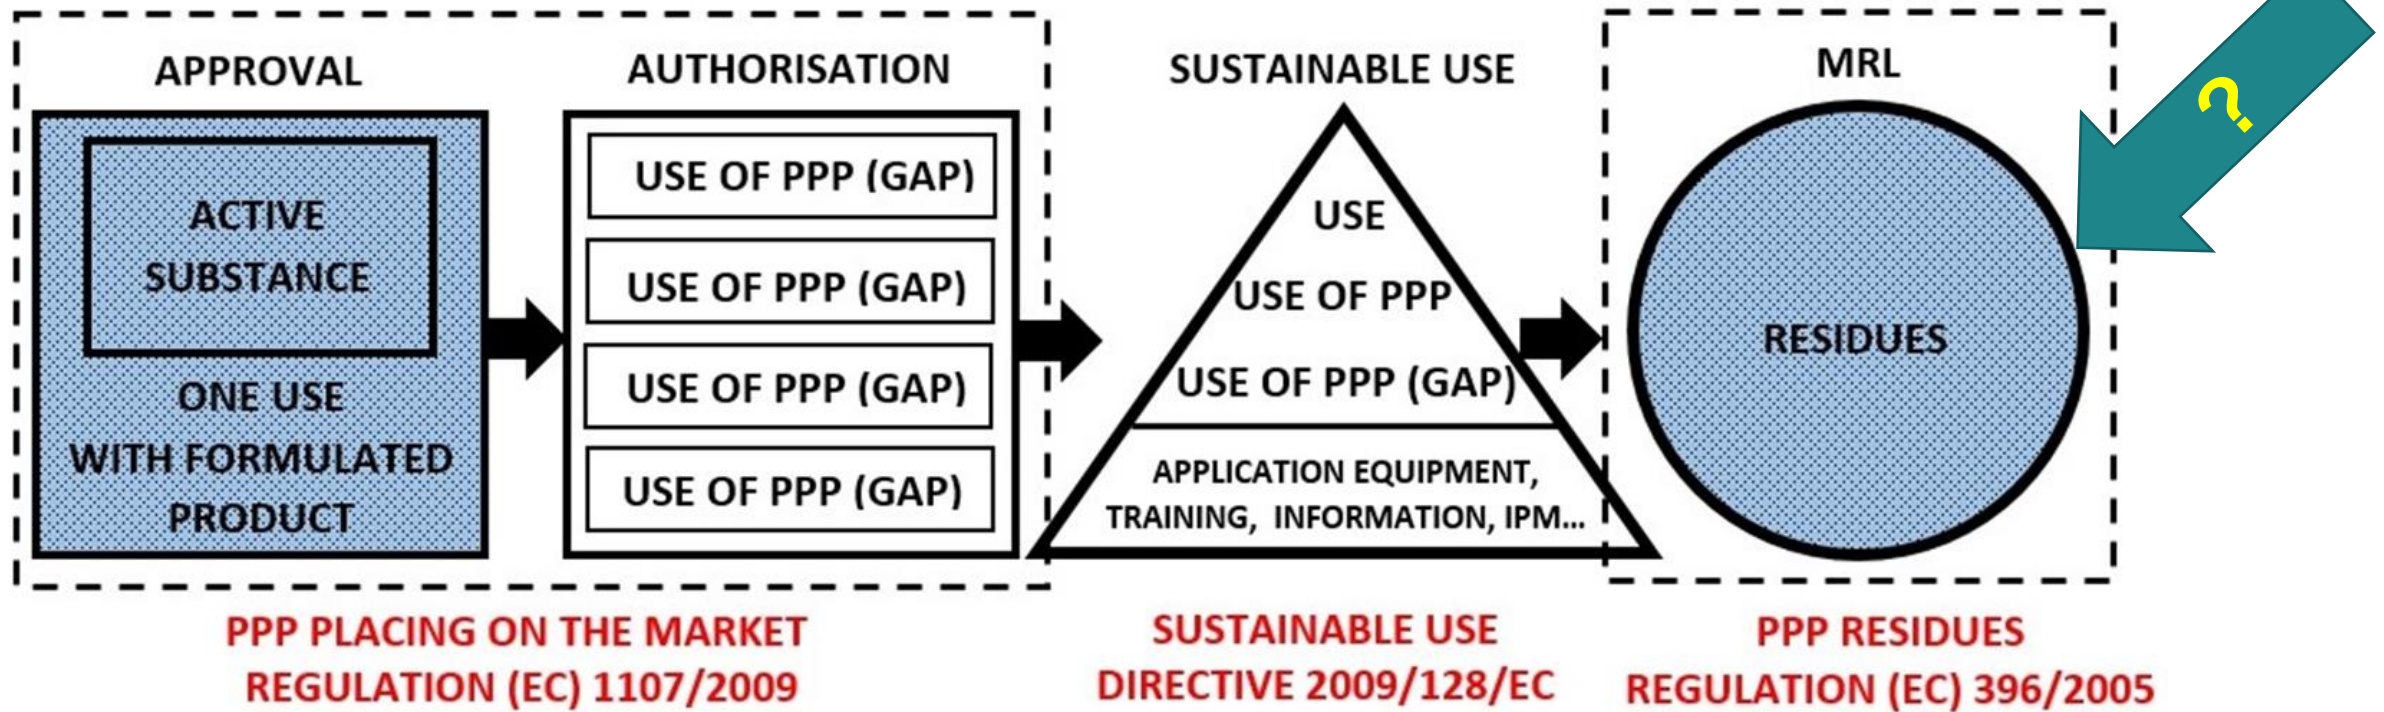 APPROVAL
ACTIVE
SUBSTANCE
ONE USE
WITH FORMULATED
PRODUCT
AUTHORISATION
USE OF PPP (GAP)
USE OF PPP (GAP)
USE OF PPP (GAP)
USE OF PPP (GAP)
SUSTAINABLE USE
USE
USE OF PPP
USE OF PPP (GAP)
APPLICATION EQUIPMENT,
TRAINING, INFORMATION, IPM...
MRL
RESIDUES
?
PPP PLACING ON THE MARKET
REGULATION (EC) 1107/2009
SUSTAINABLE USE
DIRECTIVE 2009/128/EC
PPP RESIDUES
REGULATION (EC) 396/2005